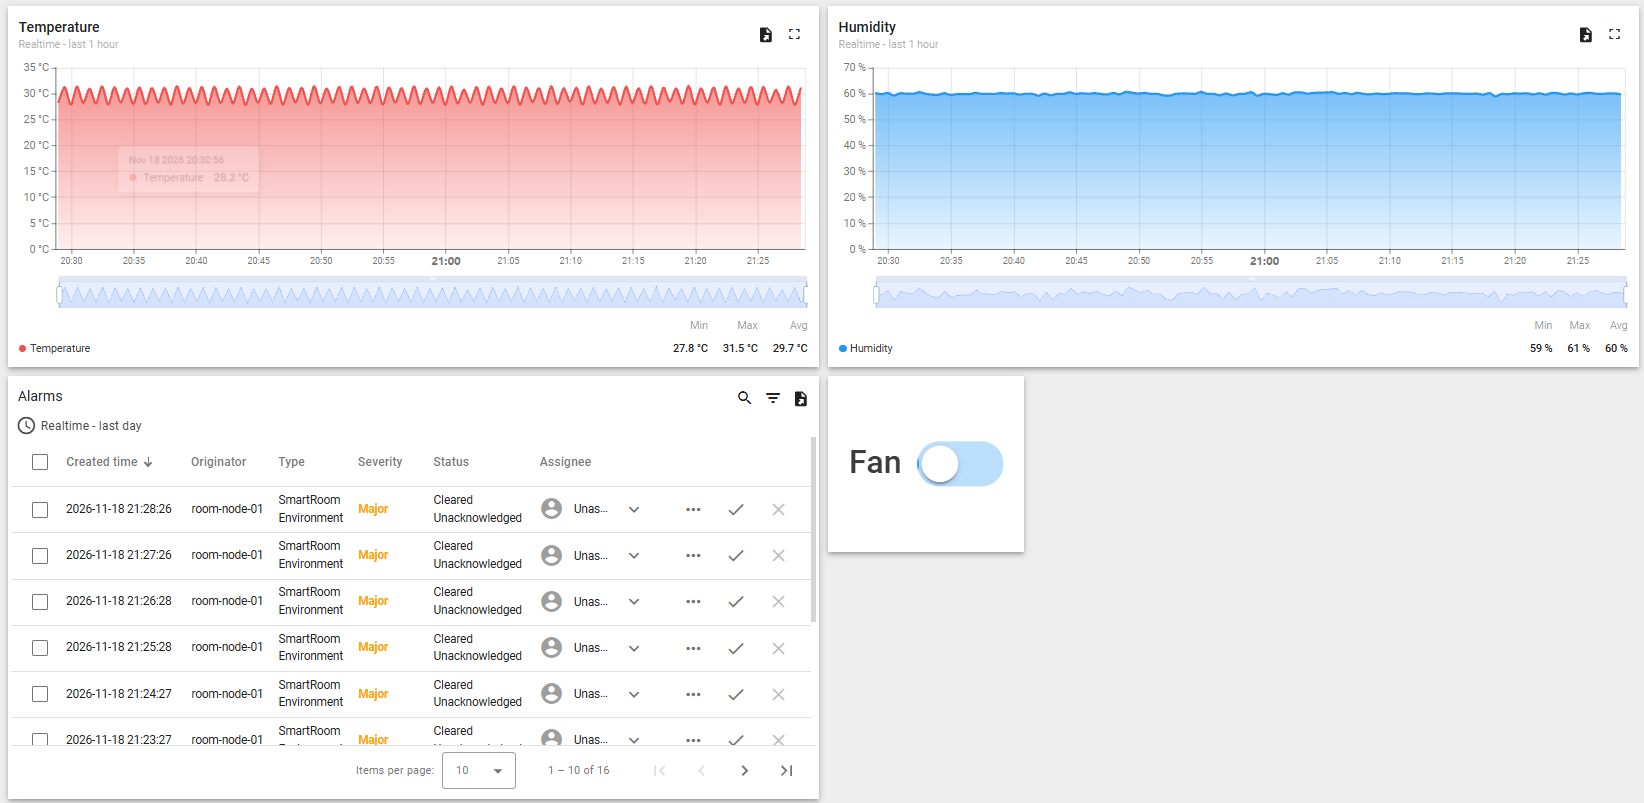 Temperature
Realtime - last 1 hour
35 °C
30 °C
25 °C
20 °C
15 °C
10 °C
5 °C
0 °C
Nov 18 2026 20:30:56
Temperature 28.2 °C
20:30 20:35 20:40 20:45 20:50 20:55 21:00 21:05 21:10 21:15 21:20 21:25
Min Max Avg
Temperature 27.8 °C 31.5 °C 29.7 °C
Humidity
Realtime - last 1 hour
70 %
60 %
50 %
40 %
30 %
20 %
10 %
0 %
20:30 20:35 20:40 20:45 20:50 20:55 21:00 21:05 21:10 21:15 21:20 21:25
Min Max Avg
Humidity 59 % 61 % 60 %
Alarms
Realtime - last day
Created time Originator Type Severity Status Assignee
2026-11-18 21:28:26 room-node-01 SmartRoom Environment Major Cleared Unacknowledged Unas...
2026-11-18 21:27:26 room-node-01 SmartRoom Environment Major Cleared Unacknowledged Unas...
2026-11-18 21:26:28 room-node-01 SmartRoom Environment Major Cleared Unacknowledged Unas...
2026-11-18 21:25:28 room-node-01 SmartRoom Environment Major Cleared Unacknowledged Unas...
2026-11-18 21:24:27 room-node-01 SmartRoom Environment Major Cleared Unacknowledged Unas...
2026-11-18 21:23:27 room-node-01 SmartRoom Major Cleared Unas...
Items per page: 10 1 – 10 of 16
Fan